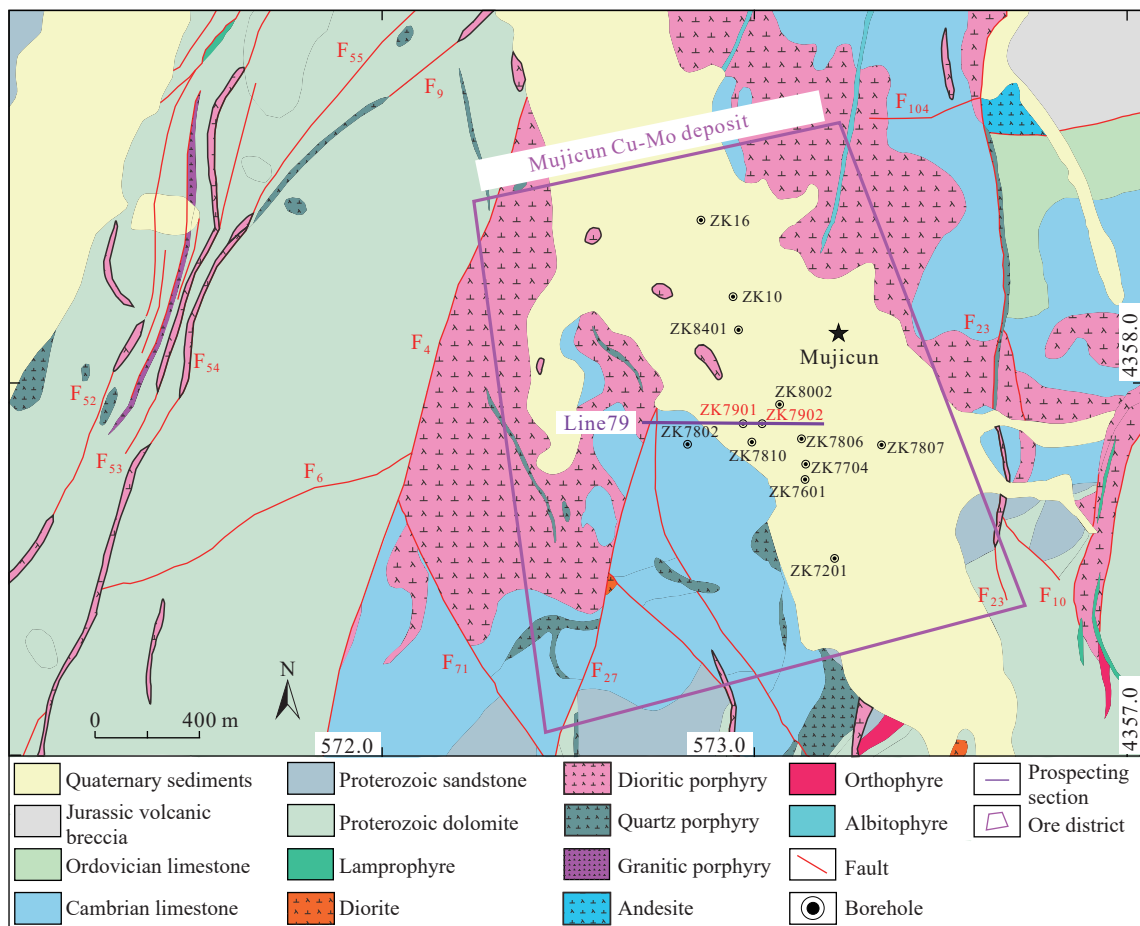 F55
F9
F104
Mujicun Cu-Mo deposit
ZK16
ZK10
ZK8401
Mujicun
F4
F23
4358.0
F54
F52
ZK8002
ZK7901
ZK7902
Line79
ZK7802
ZK7806
ZK7807
ZK7810
F53
F6
ZK7704
ZK7601
ZK7201
F23
F10
F71
F27
N
0 400 m
572.0
573.0
4357.0
Quaternary sediments
Jurassic volcanic
breccia
Ordovician limestone
Cambrian limestone
Proterozoic sandstone
Proterozoic dolomite
Lamprophyre
Diorite
Dioritic porphyry
Quartz porphyry
Granitic porphyry
Andesite
Orthophyre
Albitophyre
Fault
Borehole
Prospecting
section
Ore district